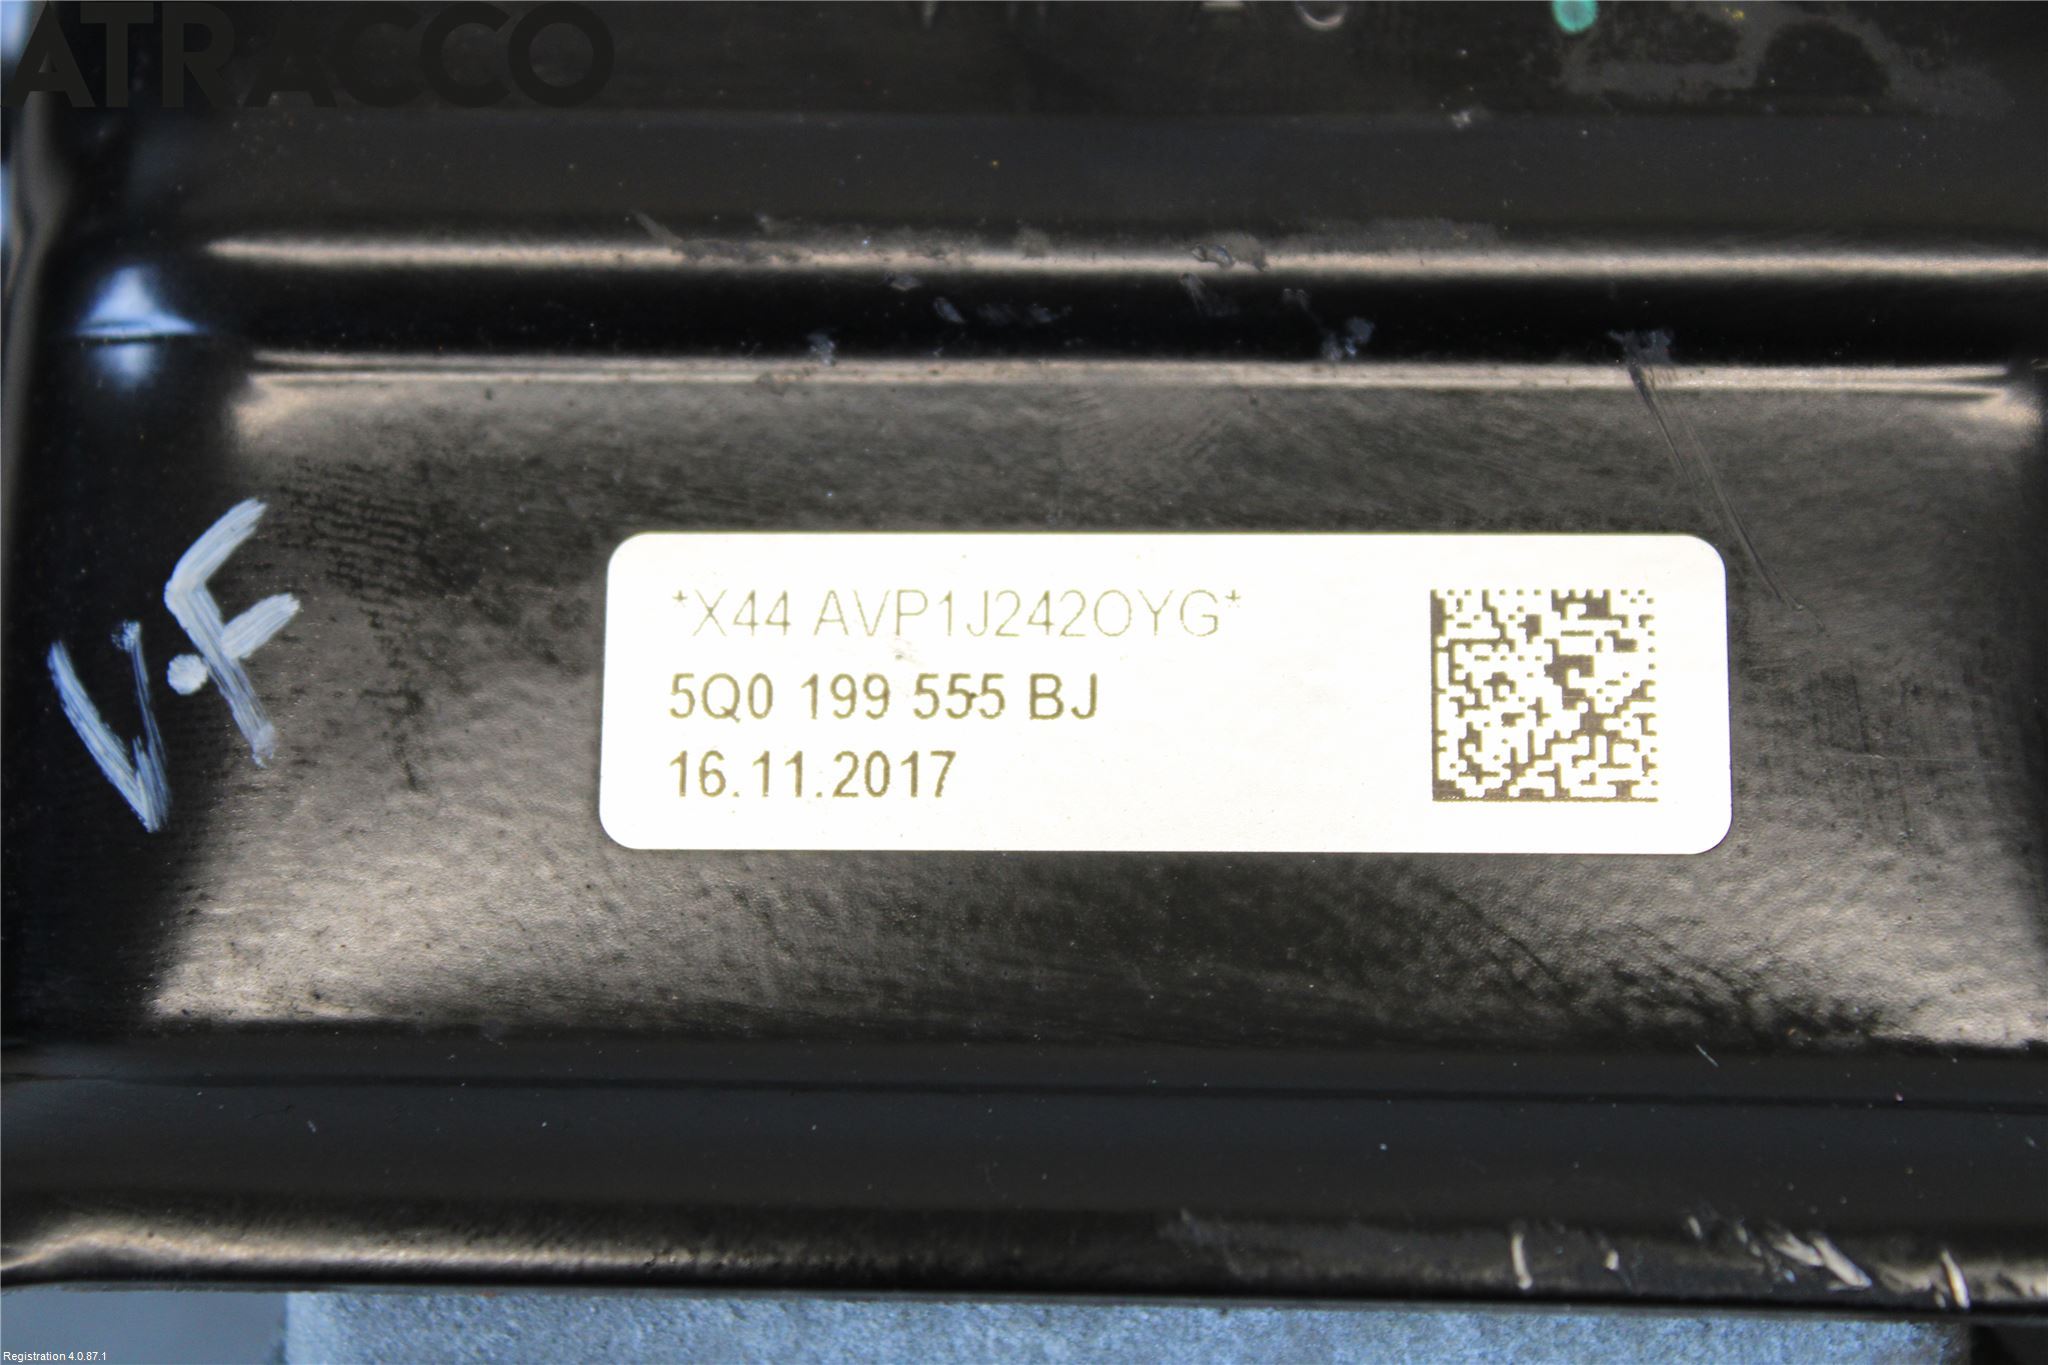 ATRACCO
V.F
*X44 AVP1J242OYG*
5Q0 199 555 BJ
16.11.2017
Registration 4.0.87.1